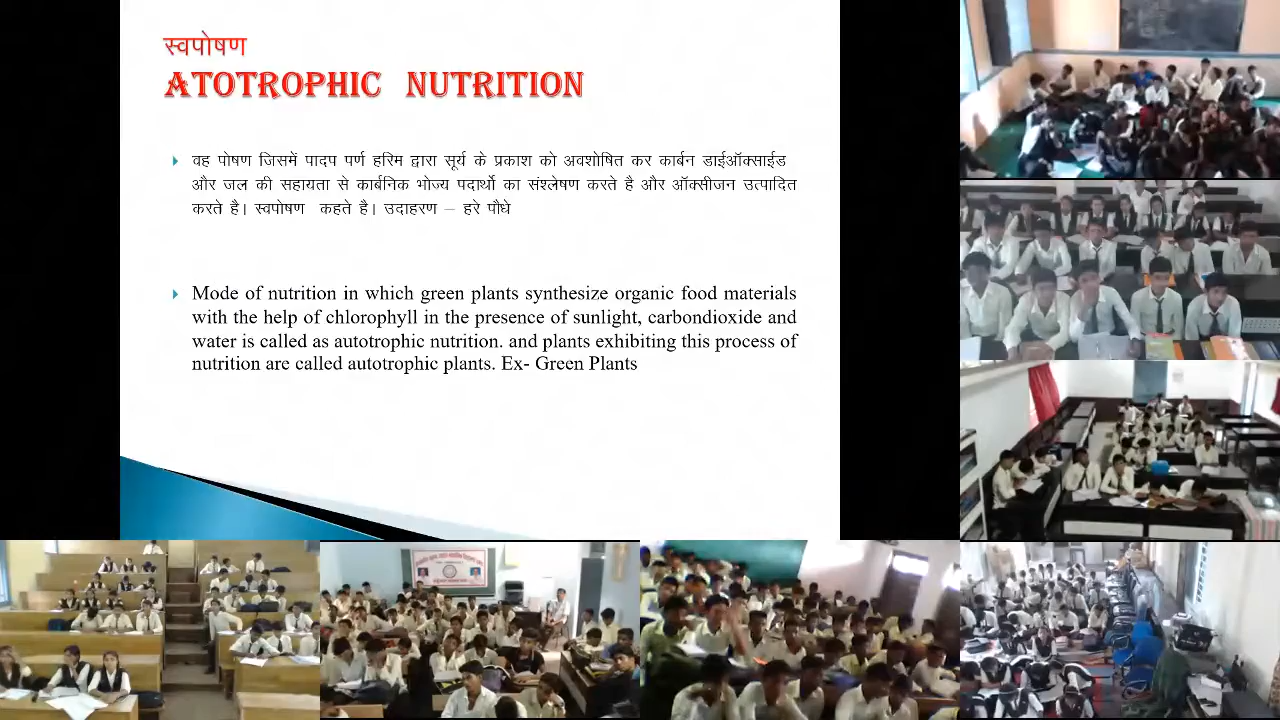 स्वपोषण
ATOTROPHIC NUTRITION
वह पोषण जिसमें पादप पर्ण हरिम द्वारा सूर्य के प्रकाश को अवशोषित कर कार्बन डाईऑक्साईड
और जल की सहायता से कार्बनिक भोज्य पदार्थो का संश्लेषण करते है और ऑक्सीजन उत्पादित
करते है। स्वपोषण कहते है। उदाहरण – हरे पौधे
Mode of nutrition in which green plants synthesize organic food materials
with the help of chlorophyll in the presence of sunlight, carbondioxide and
water is called as autotrophic nutrition. and plants exhibiting this process of
nutrition are called autotrophic plants. Ex- Green Plants